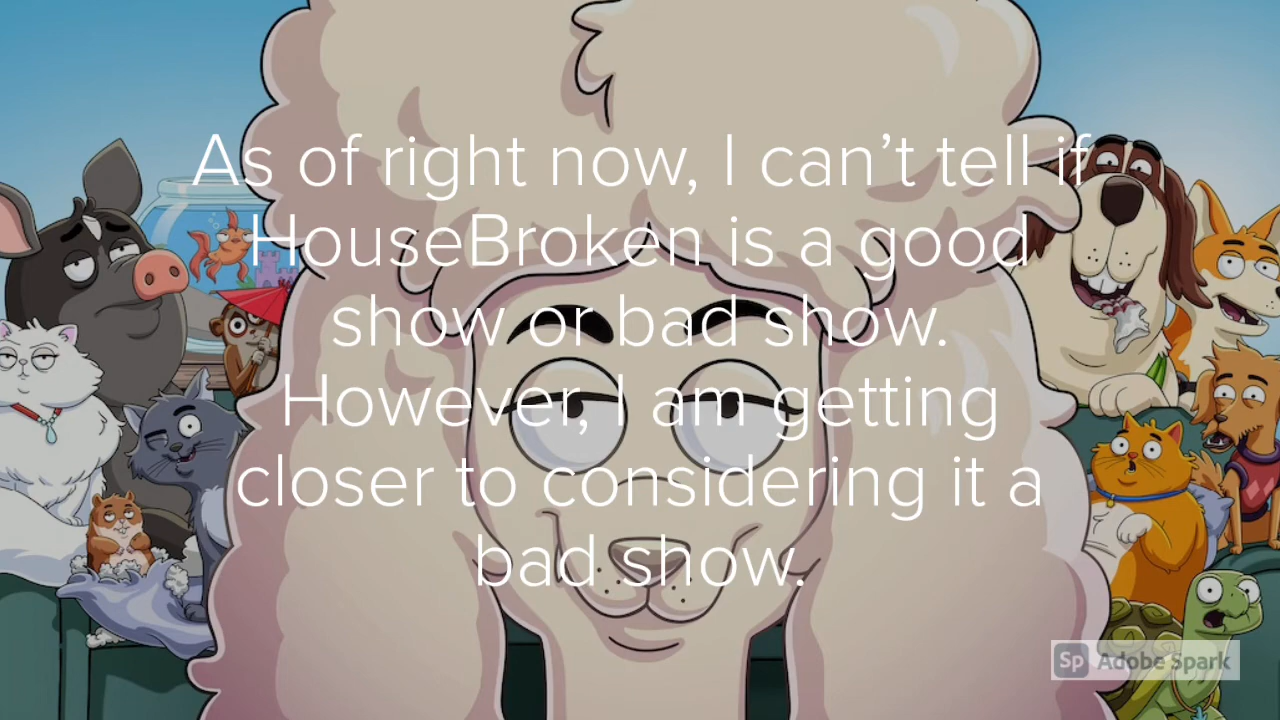 As of right now, I can’t tell if
HouseBroken is a good
show or bad show.
However, I am getting
closer to considering it a
bad show.
Sp Adobe Spark